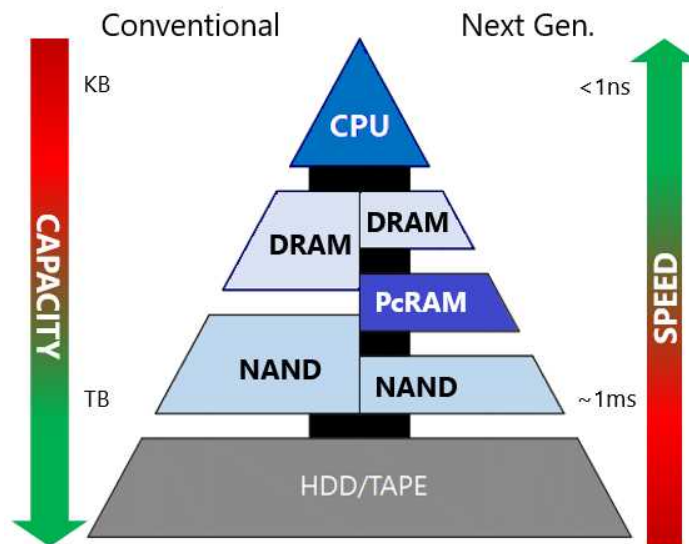 Conventional
Next Gen.
KB
<1ns
CPU
CAPACITY
SPEED
DRAM
DRAM
PcRAM
NAND
NAND
TB
~1ms
HDD/TAPE